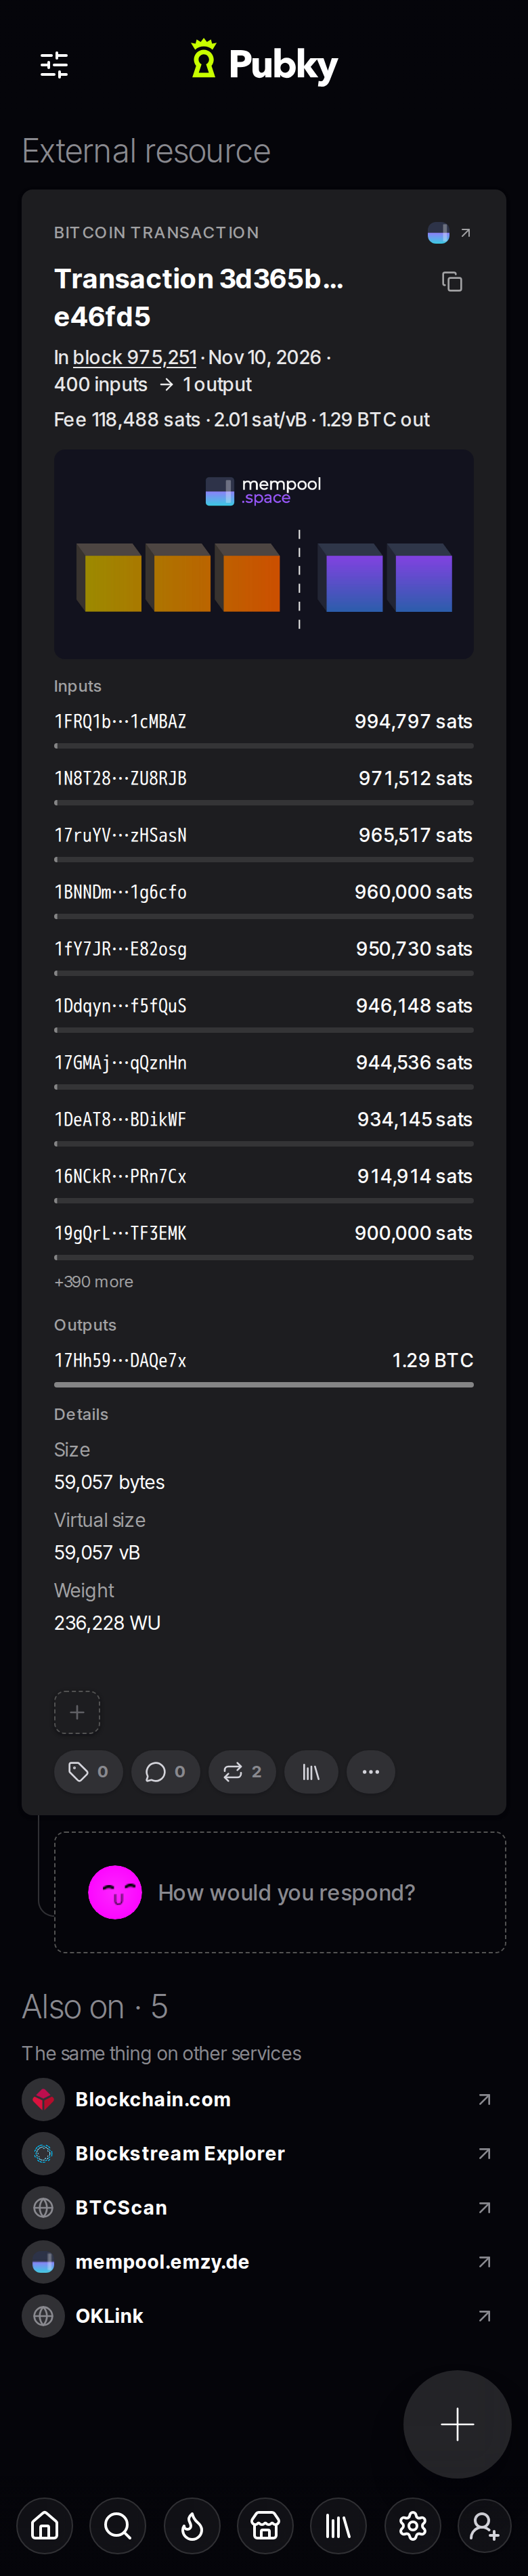 Pubky
External resource
BITCOIN TRANSACTION
Transaction 3d365b...
e46fd5
In block 975,251 · Nov 10, 2026 ·
400 inputs → 1 output
Fee 118,488 sats · 2.01 sat/vB · 1.29 BTC out
mempool
.space
Inputs
1FRQ1b···1cMBAZ 994,797 sats
1N8T28···ZU8RJB 971,512 sats
17ruYV···zHSasN 965,517 sats
1BNNDm···1g6cfo 960,000 sats
1fY7JR···E82osg 950,730 sats
1Ddqyn···f5fQuS 946,148 sats
17GMAj···qQznHn 944,536 sats
1DeAT8···BDikWF 934,145 sats
16NCkR···PRn7Cx 914,914 sats
19gQrL···TF3EMK 900,000 sats
+390 more
Outputs
17Hh59···DAQe7x 1.29 BTC
Details
Size
59,057 bytes
Virtual size
59,057 vB
Weight
236,228 WU
0 0 2
How would you respond?
Also on · 5
The same thing on other services
Blockchain.com
Blockstream Explorer
BTCScan
mempool.emzy.de
OKLink